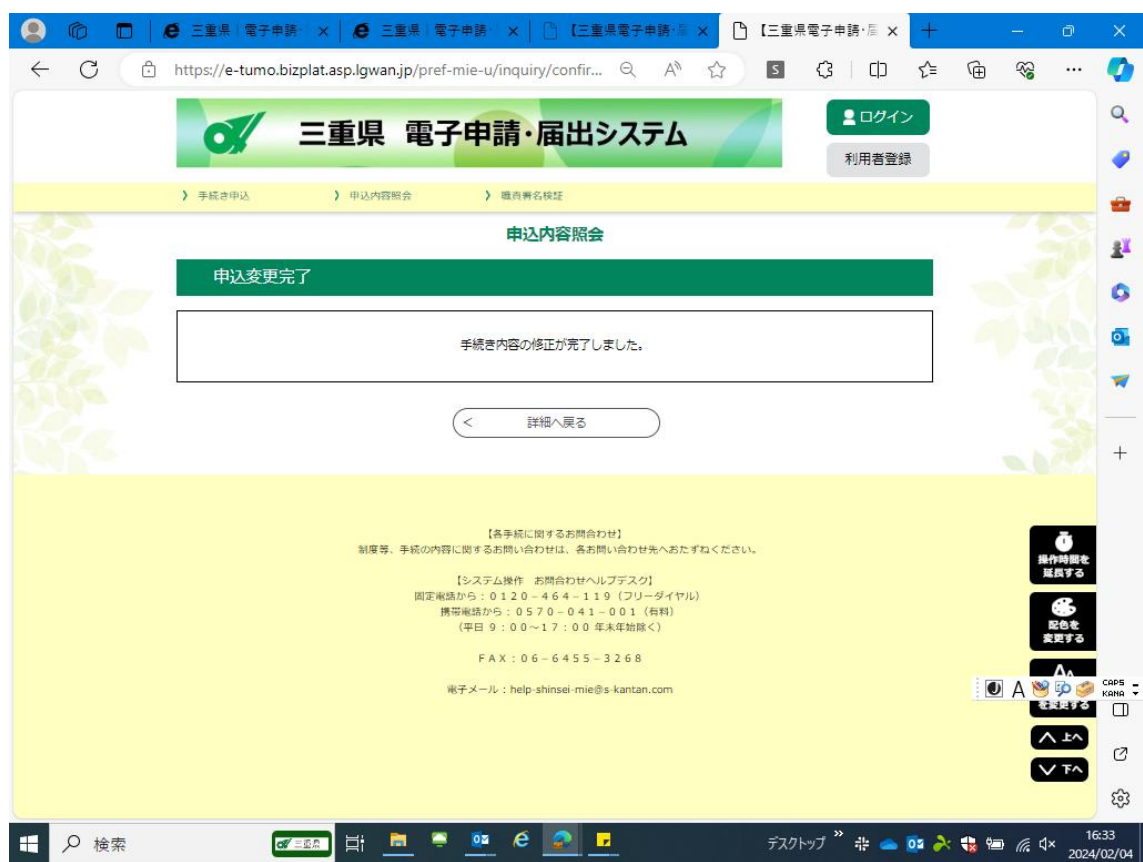 三重県｜電子申請・
三重県｜電子申請・
【三重県電子申請・届
【三重県電子申請・届
https://e-tumo.bizplat.asp.lgwan.jp/pref-mie-u/inquiry/confir...
三重県 電子申請・届出システム
ログイン
利用者登録
手続き申込
申込内容照会
職責署名検証
申込内容照会
申込変更完了
手続き内容の修正が完了しました。
< 詳細へ戻る
【各手続に関するお問合わせ】
制度等、手続の内容に関するお問い合わせは、各お問い合わせ先へおたずねください。
【システム操作 お問合わせヘルプデスク】
固定電話から：０１２０－４６４－１１９（フリーダイヤル）
携帯電話から：０５７０－０４１－００１（有料）
（平日 ９：００～１７：００ 年末年始除く）
ＦＡＸ：０６－６４５５－３２６８
電子メール：help-shinsei-mie@s-kantan.com
操作時間を
延長する
配色を
変更する
を変更する
A
CAPS
KANA
上へ
下へ
検索
三重県
デスクトップ
16:33
2024/02/04